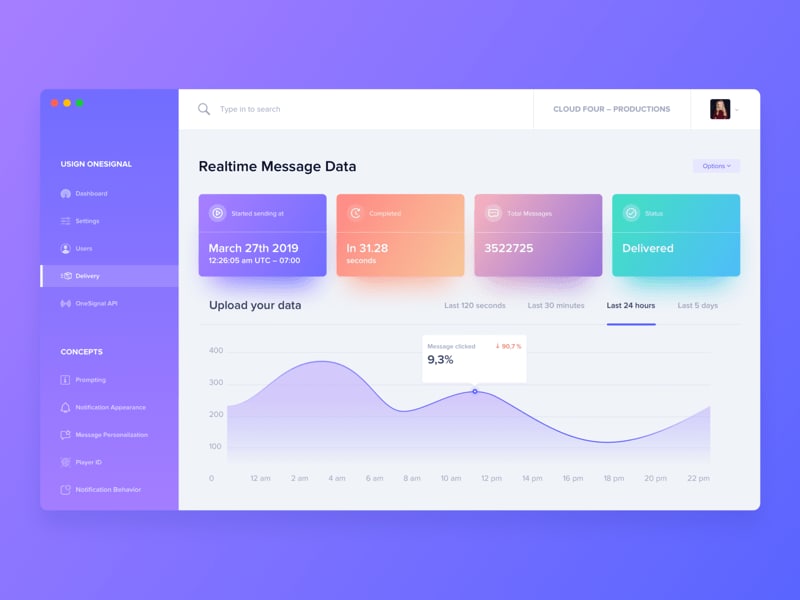 Type in to search
CLOUD FOUR – PRODUCTIONS
USIGN ONESIGNAL
Dashboard
Settings
Users
Delivery
OneSignal API
CONCEPTS
Prompting
Notification Appearance
Message Personalization
Player ID
Notification Behavior
Realtime Message Data
Options
Started sending at
March 27th 2019
12:26:05 am UTC – 07:00
Completed
In 31.28
seconds
Total Messages
3522725
Status
Delivered
Upload your data
Last 120 seconds
Last 30 minutes
Last 24 hours
Last 5 days
Message clicked
↓ 90,7 %
9,3%
400
300
200
100
0 12 am 2 am 4 am 6 am 8 am 10 am 12 pm 14 pm 16 pm 18 pm 20 pm 22 pm